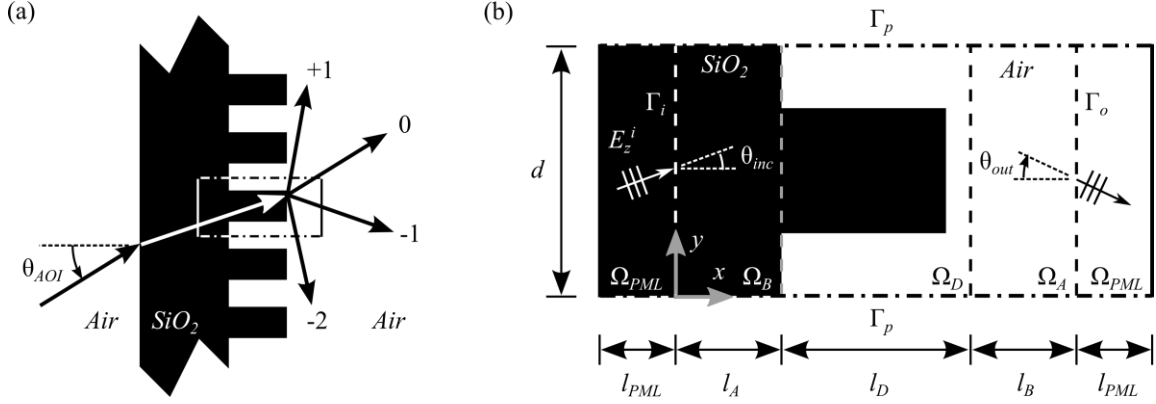 (a)
+1
0
-1
-2
θAOI
Air
SiO2
Air
(b)
Γp
SiO2
Air
Γi
Γo
Ezi
θinc
θout
d
y
x
ΩPML
ΩB
ΩD
ΩA
ΩPML
Γp
lPML
lA
lD
lB
lPML